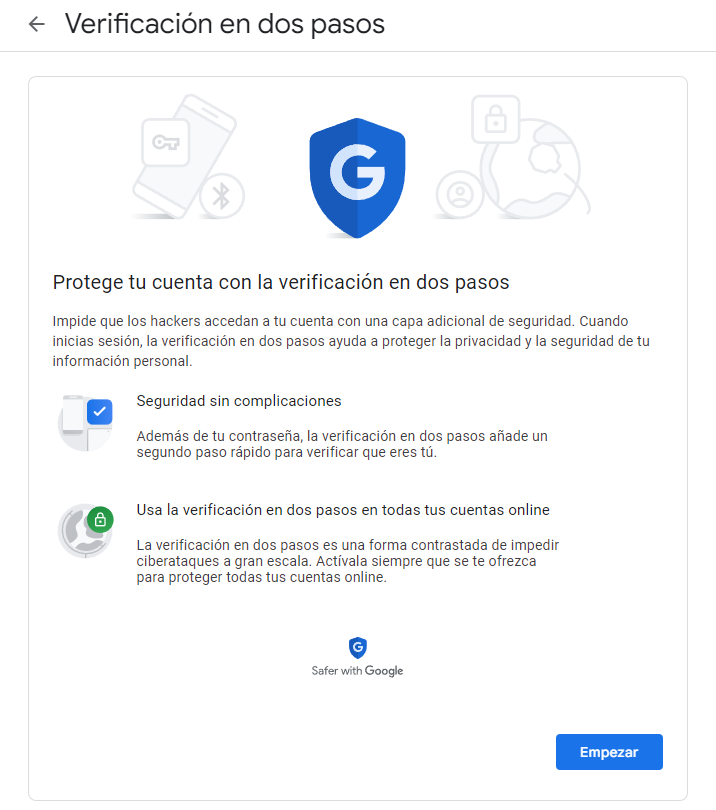 Verificación en dos pasos
Protege tu cuenta con la verificación en dos pasos
Impide que los hackers accedan a tu cuenta con una capa adicional de seguridad. Cuando
inicias sesión, la verificación en dos pasos ayuda a proteger la privacidad y la seguridad de tu
información personal.
Seguridad sin complicaciones
Además de tu contraseña, la verificación en dos pasos añade un
segundo paso rápido para verificar que eres tú.
Usa la verificación en dos pasos en todas tus cuentas online
La verificación en dos pasos es una forma contrastada de impedir
ciberataques a gran escala. Actívala siempre que se te ofrezca
para proteger todas tus cuentas online.
Safer with Google
Empezar